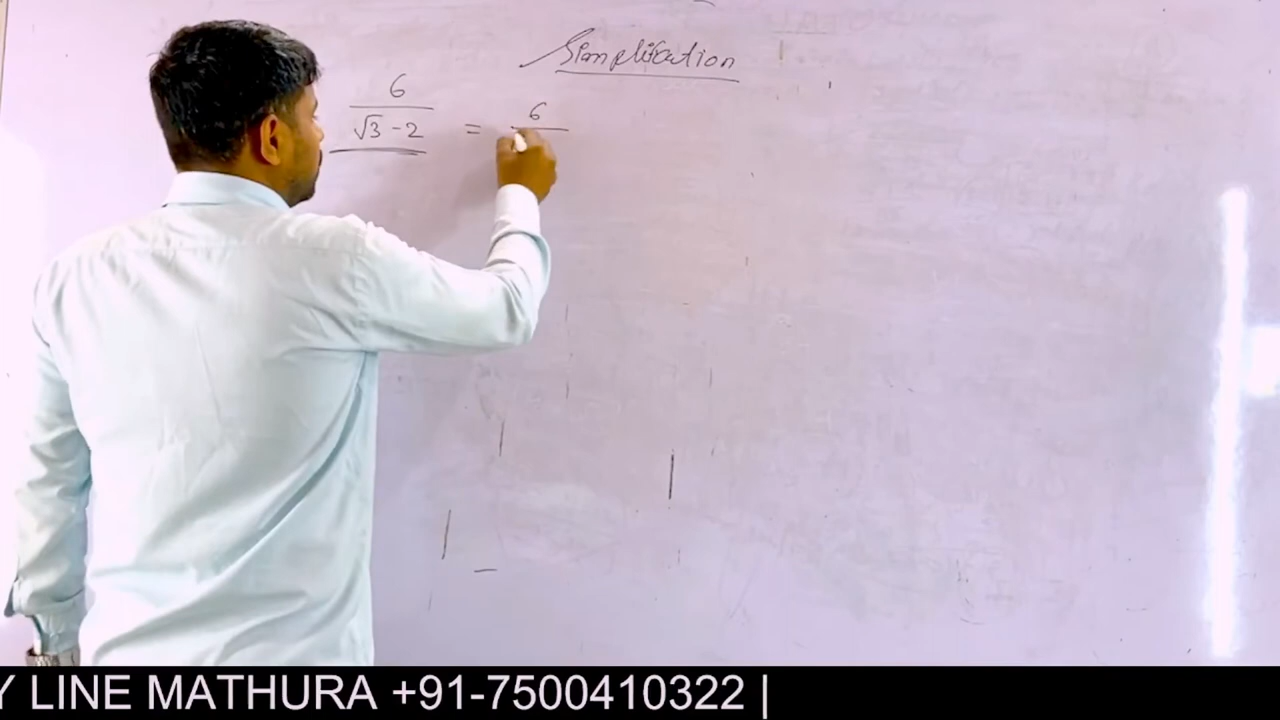 Simplification
6
6
√3 - 2 =
Y LINE MATHURA +91-7500410322 |